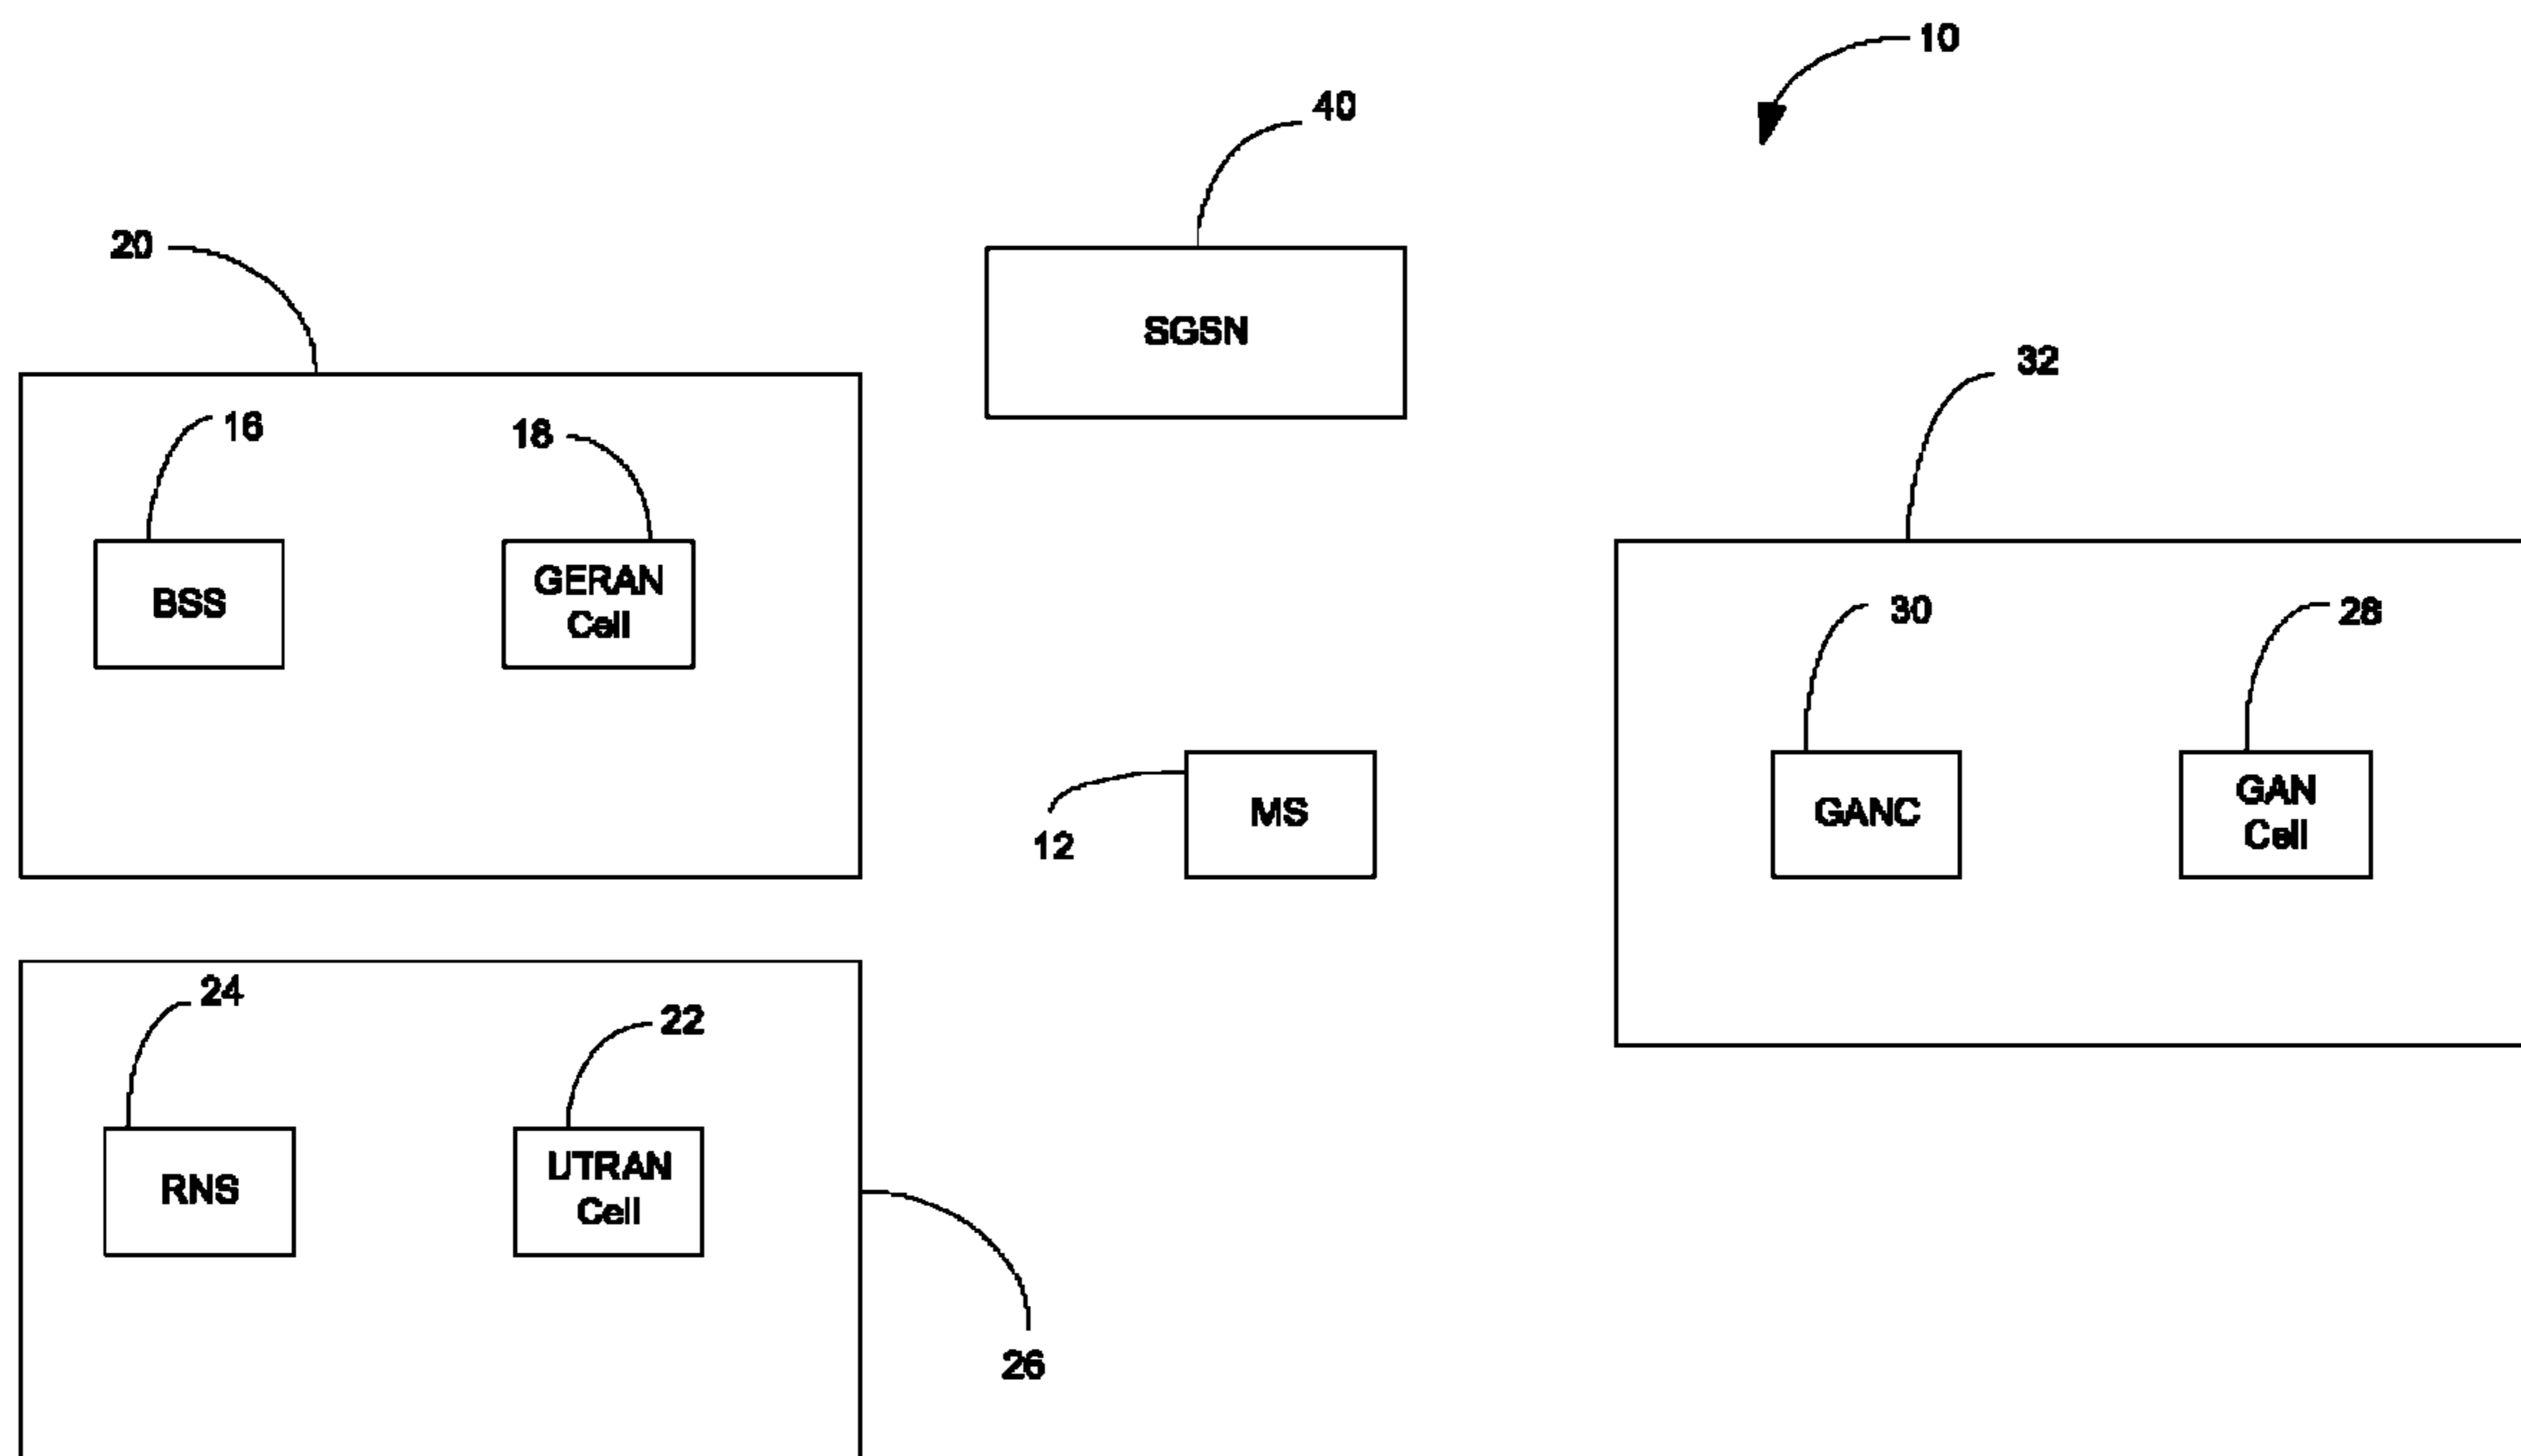 10
40
20
SGSN
32
16
18
BSS
GERAN
Cell
30
28
12
MS
GANC
GAN
Cell
24
22
RNS
UTRAN
Cell
26